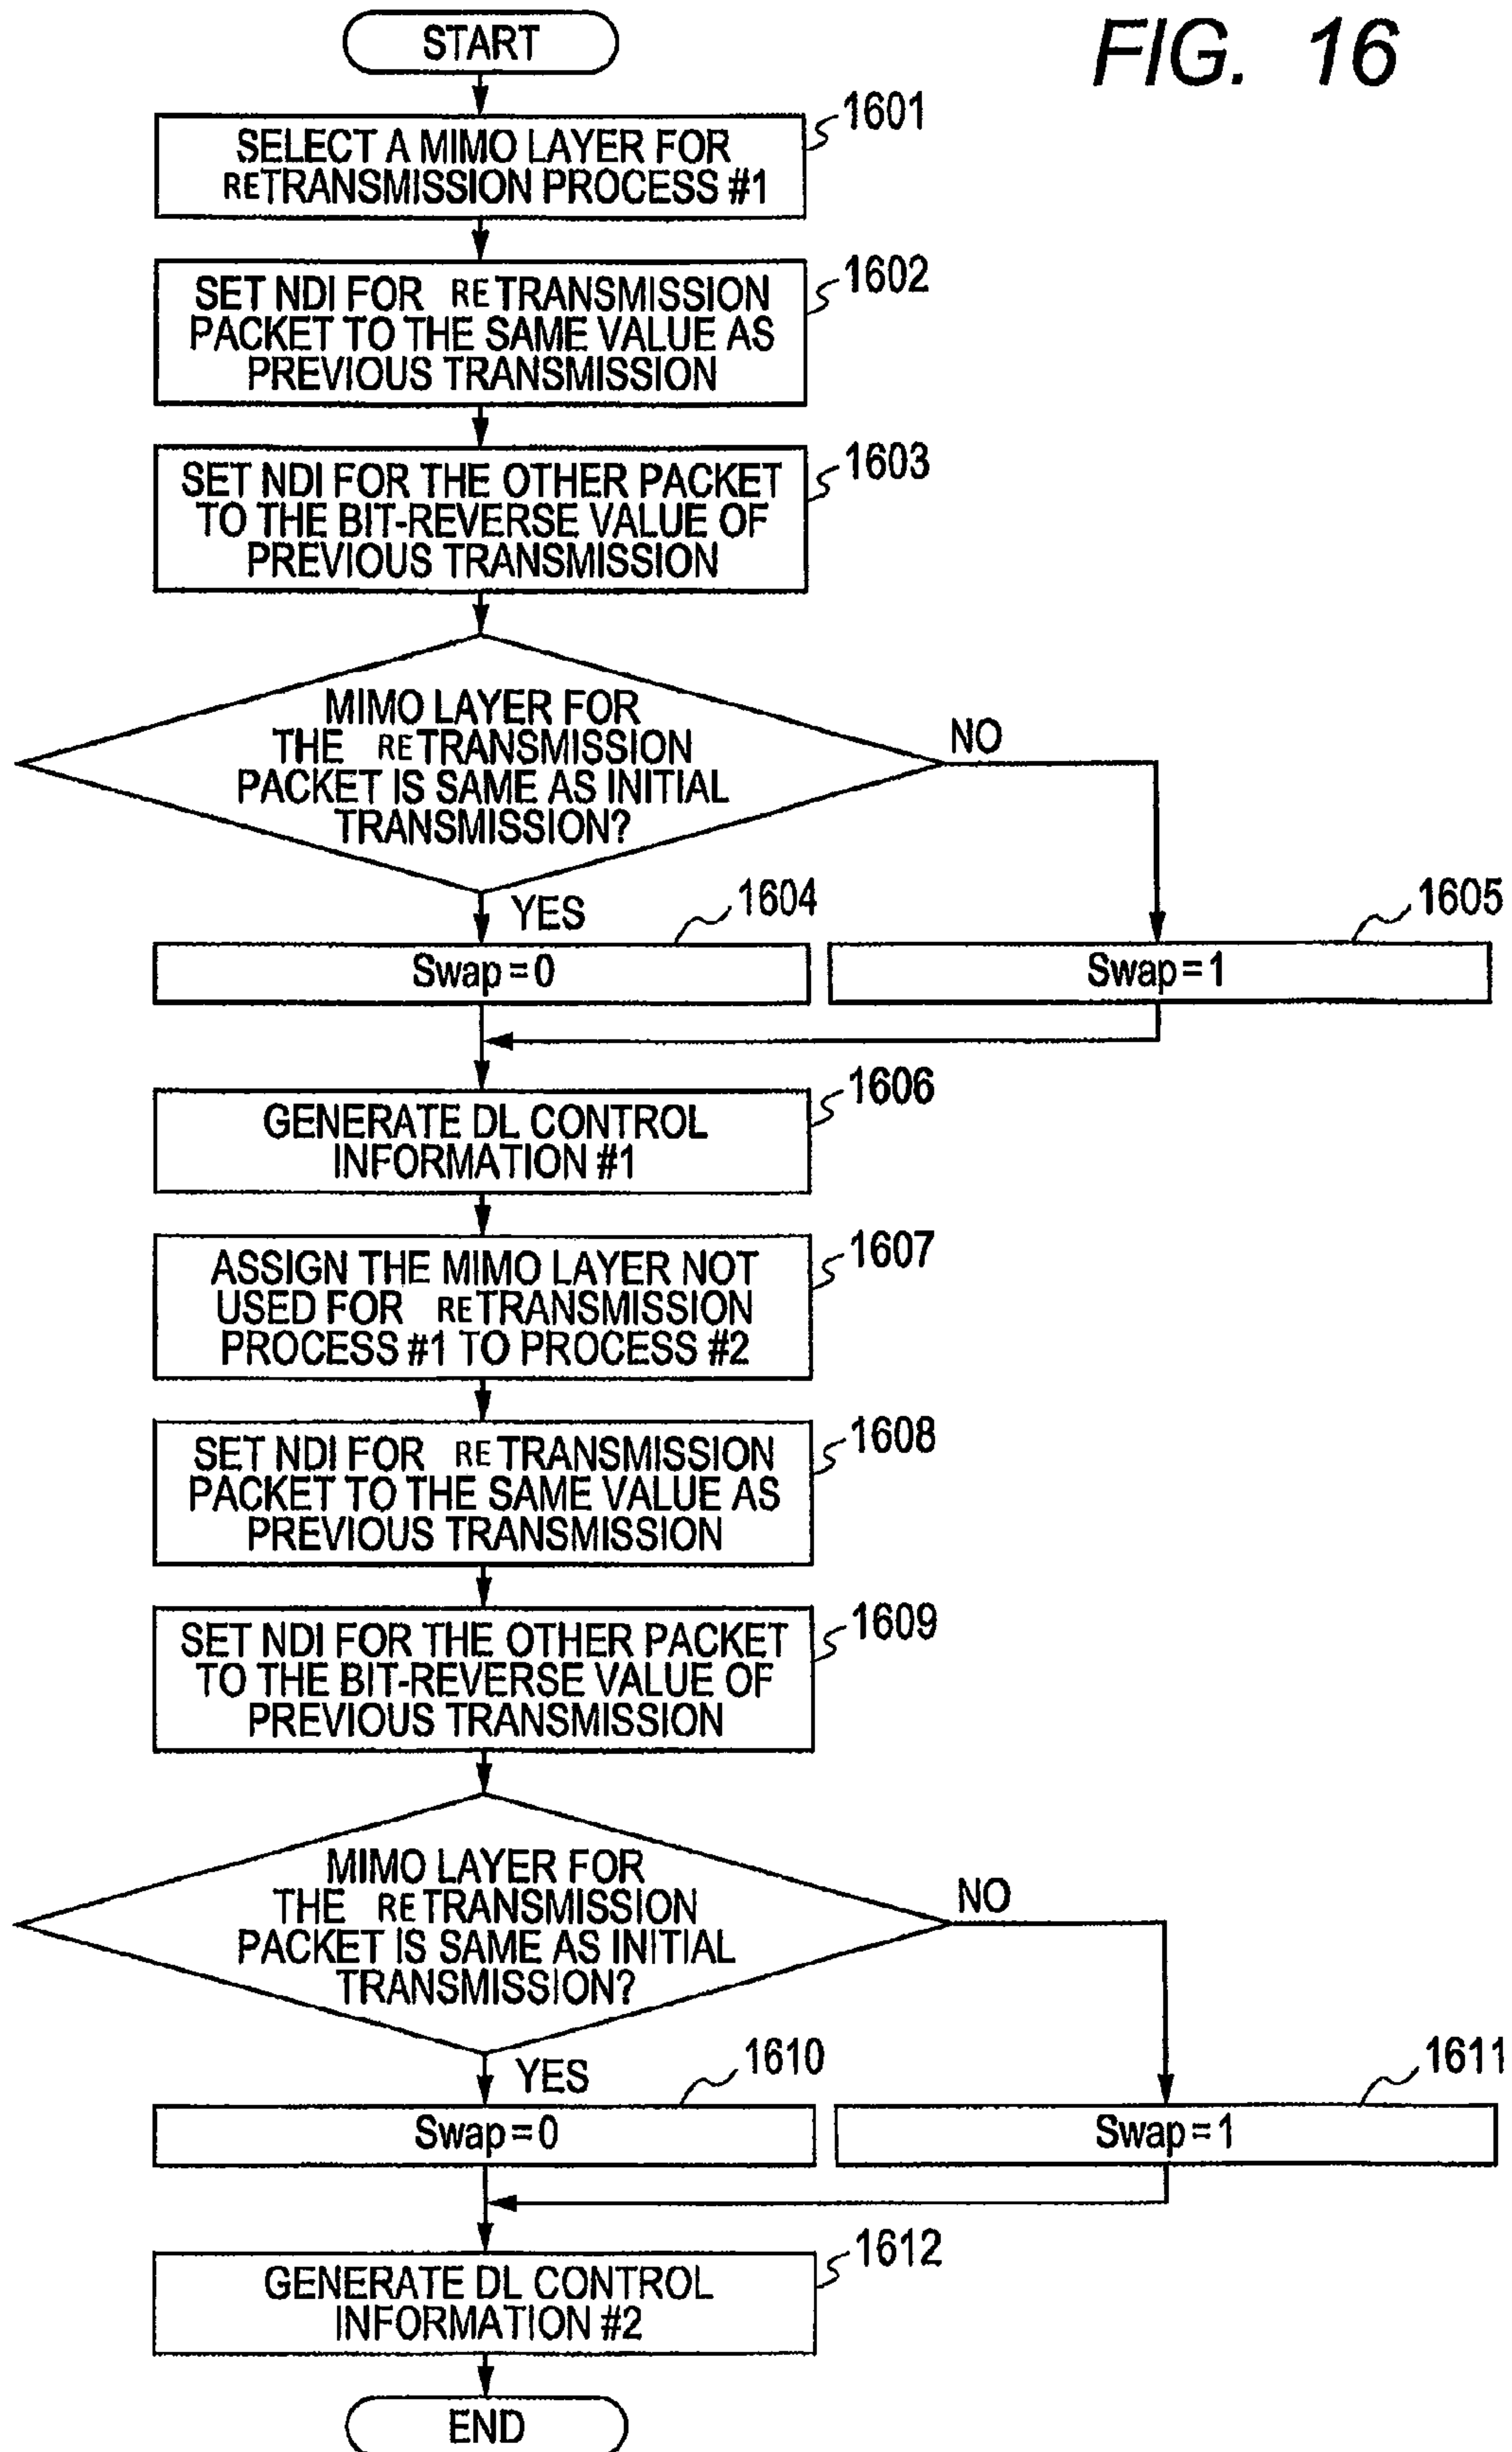 FIG. 16
START
1601
SELECT A MIMO LAYER FOR
RETRANSMISSION PROCESS #1
1602
SET NDI FOR RETRANSMISSION
PACKET TO THE SAME VALUE AS
PREVIOUS TRANSMISSION
1603
SET NDI FOR THE OTHER PACKET
TO THE BIT-REVERSE VALUE OF
PREVIOUS TRANSMISSION
MIMO LAYER FOR
THE RETRANSMISSION
PACKET IS SAME AS INITIAL
TRANSMISSION?
NO
YES
1604
Swap=0
1605
Swap=1
1606
GENERATE DL CONTROL
INFORMATION #1
1607
ASSIGN THE MIMO LAYER NOT
USED FOR RETRANSMISSION
PROCESS #1 TO PROCESS #2
1608
SET NDI FOR RETRANSMISSION
PACKET TO THE SAME VALUE AS
PREVIOUS TRANSMISSION
1609
SET NDI FOR THE OTHER PACKET
TO THE BIT-REVERSE VALUE OF
PREVIOUS TRANSMISSION
MIMO LAYER FOR
THE RETRANSMISSION
PACKET IS SAME AS INITIAL
TRANSMISSION?
NO
YES
1610
Swap=0
1611
Swap=1
1612
GENERATE DL CONTROL
INFORMATION #2
END